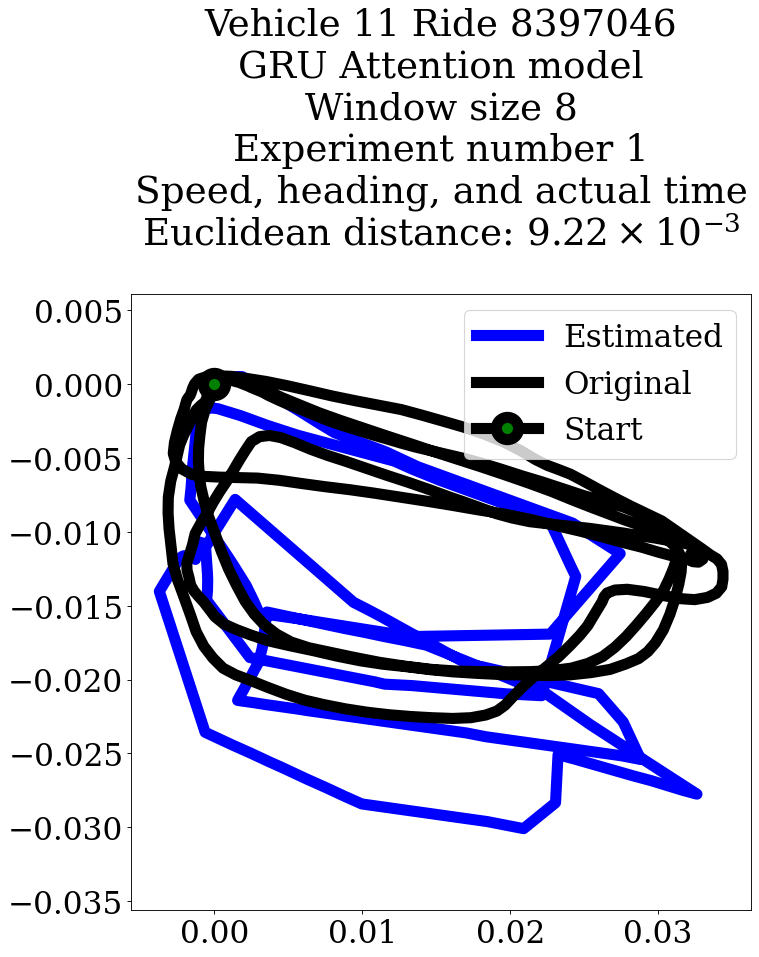 Vehicle 11 Ride 8397046
GRU Attention model
Window size 8
Experiment number 1
Speed, heading, and actual time
Euclidean distance: 9.22 × 10⁻³
Estimated
Original
Start
0.005
0.000
−0.005
−0.010
−0.015
−0.020
−0.025
−0.030
−0.035
0.00 0.01 0.02 0.03